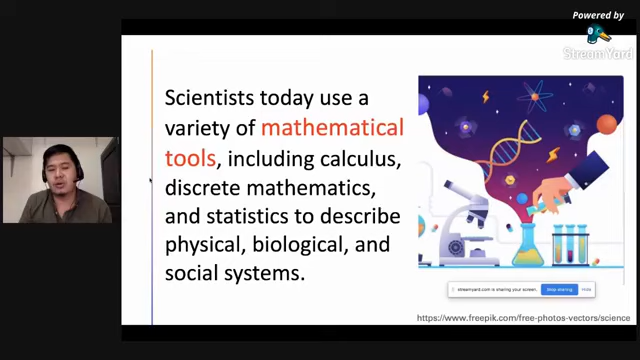 Powered by
StreamYard
Scientists today use a
variety of mathematical
tools, including calculus,
discrete mathematics,
and statistics to describe
physical, biological, and
social systems.
streamyard.com is sharing your screen.
Stop sharing
Hide
https://www.freepik.com/free-photos-vectors/science